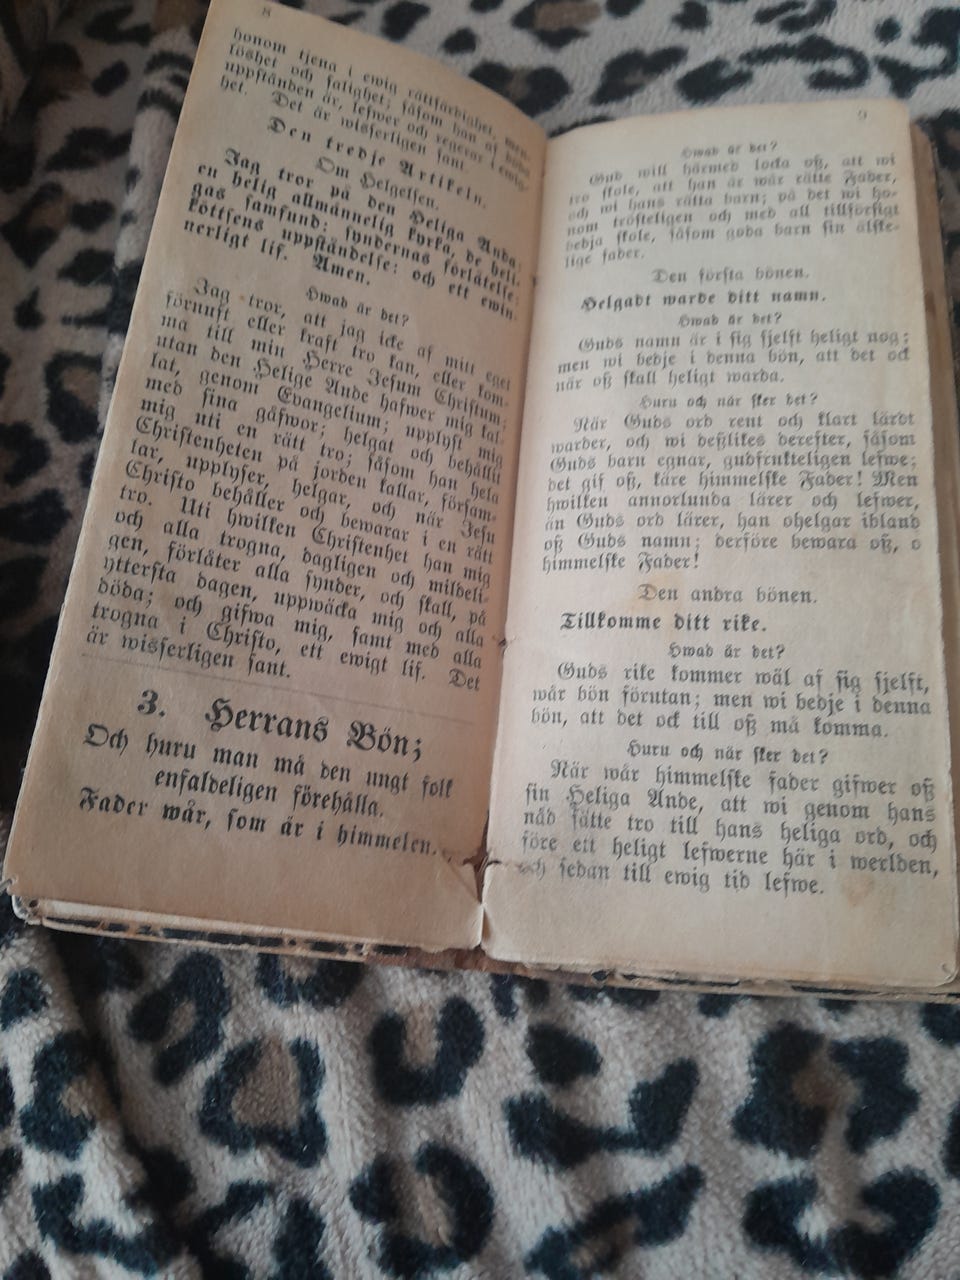 8
honom tjena i ewig rättfärdighet, men-
löshet och salighet; såsom han af döda
uppstånden är, lefwer och regerar i ewig-
het. Det är wisserligen sant.
Den tredje Artikeln.
Om Helgelsen.
Jag tror på den Heliga Anda;
en helig allmännelig kyrka, de heli-
gas samfund; syndernas förlåtelse;
köttsens uppståndelse; och ett ewin-
nerligt lif. Amen.
Hwad är det?
Jag tror, att jag icke af mitt eget
förnuft eller kraft tro kan, eller kom-
ma till min Herre Jesum Christum;
utan den Helige Ande hafwer mig kal-
lat, genom Evangelium; upplyst mig
med sina gåfwor; helgat och behållit
mig uti en rätt tro; såsom han hela
Christenheten på jorden kallar, försam-
lar, upplyser, helgar, och när Jesu
Christo behåller och bewarar i en rätt
tro. Uti hwilken Christenhet han mig
och alla trogna, dagligen och mildeli-
gen, förlåter alla synder, och skall, på
yttersta dagen, uppwäcka mig och alla
döda; och gifwa mig, samt med alla
trogna i Christo, ett ewigt lif. Det
är wisserligen sant.
3. Herrans Bön;
Och huru man må den ungt folk
enfaldeligen förehålla.
Fader wår, som är i himmelen.
9
Hwad är det?
Gud will härmed locka oß, att wi
tro skole, att han är wår rätte Fader,
och wi hans rätta barn; på det wi ho-
nom trösteligen och med all tillförsigt
bedja skole, såsom goda barn sin älske-
lige fader.
Den första bönen.
Helgadt warde ditt namn.
Hwad är det?
Guds namn är i sig sjelft heligt nog;
men wi bedje i denna bön, att det ock
när oß skall heligt warda.
Huru och när sker det?
När Guds ord rent och klart lärdt
warder, och wi deßlikes derefter, såsom
Guds barn egnar, gudfrukteligen lefwe;
det gif oß, käre himmelske Fader! Men
hwilken annorlunda lärer och lefwer,
än Guds ord lärer, han ohelgar ibland
oß Guds namn; derföre bewara oß, o
himmelske Fader!
Den andra bönen.
Tillkomme ditt rike.
Hwad är det?
Guds rike kommer wäl af sig sjelft,
wår bön förutan; men wi bedje i denna
bön, att det ock till oß må komma.
Huru och när sker det?
När wår himmelske fader gifwer oß
sin Heliga Ande, att wi genom hans
nåd sätte tro till hans heliga ord, och
före ett heligt lefwerne här i werlden,
och sedan till ewig tid lefwe.